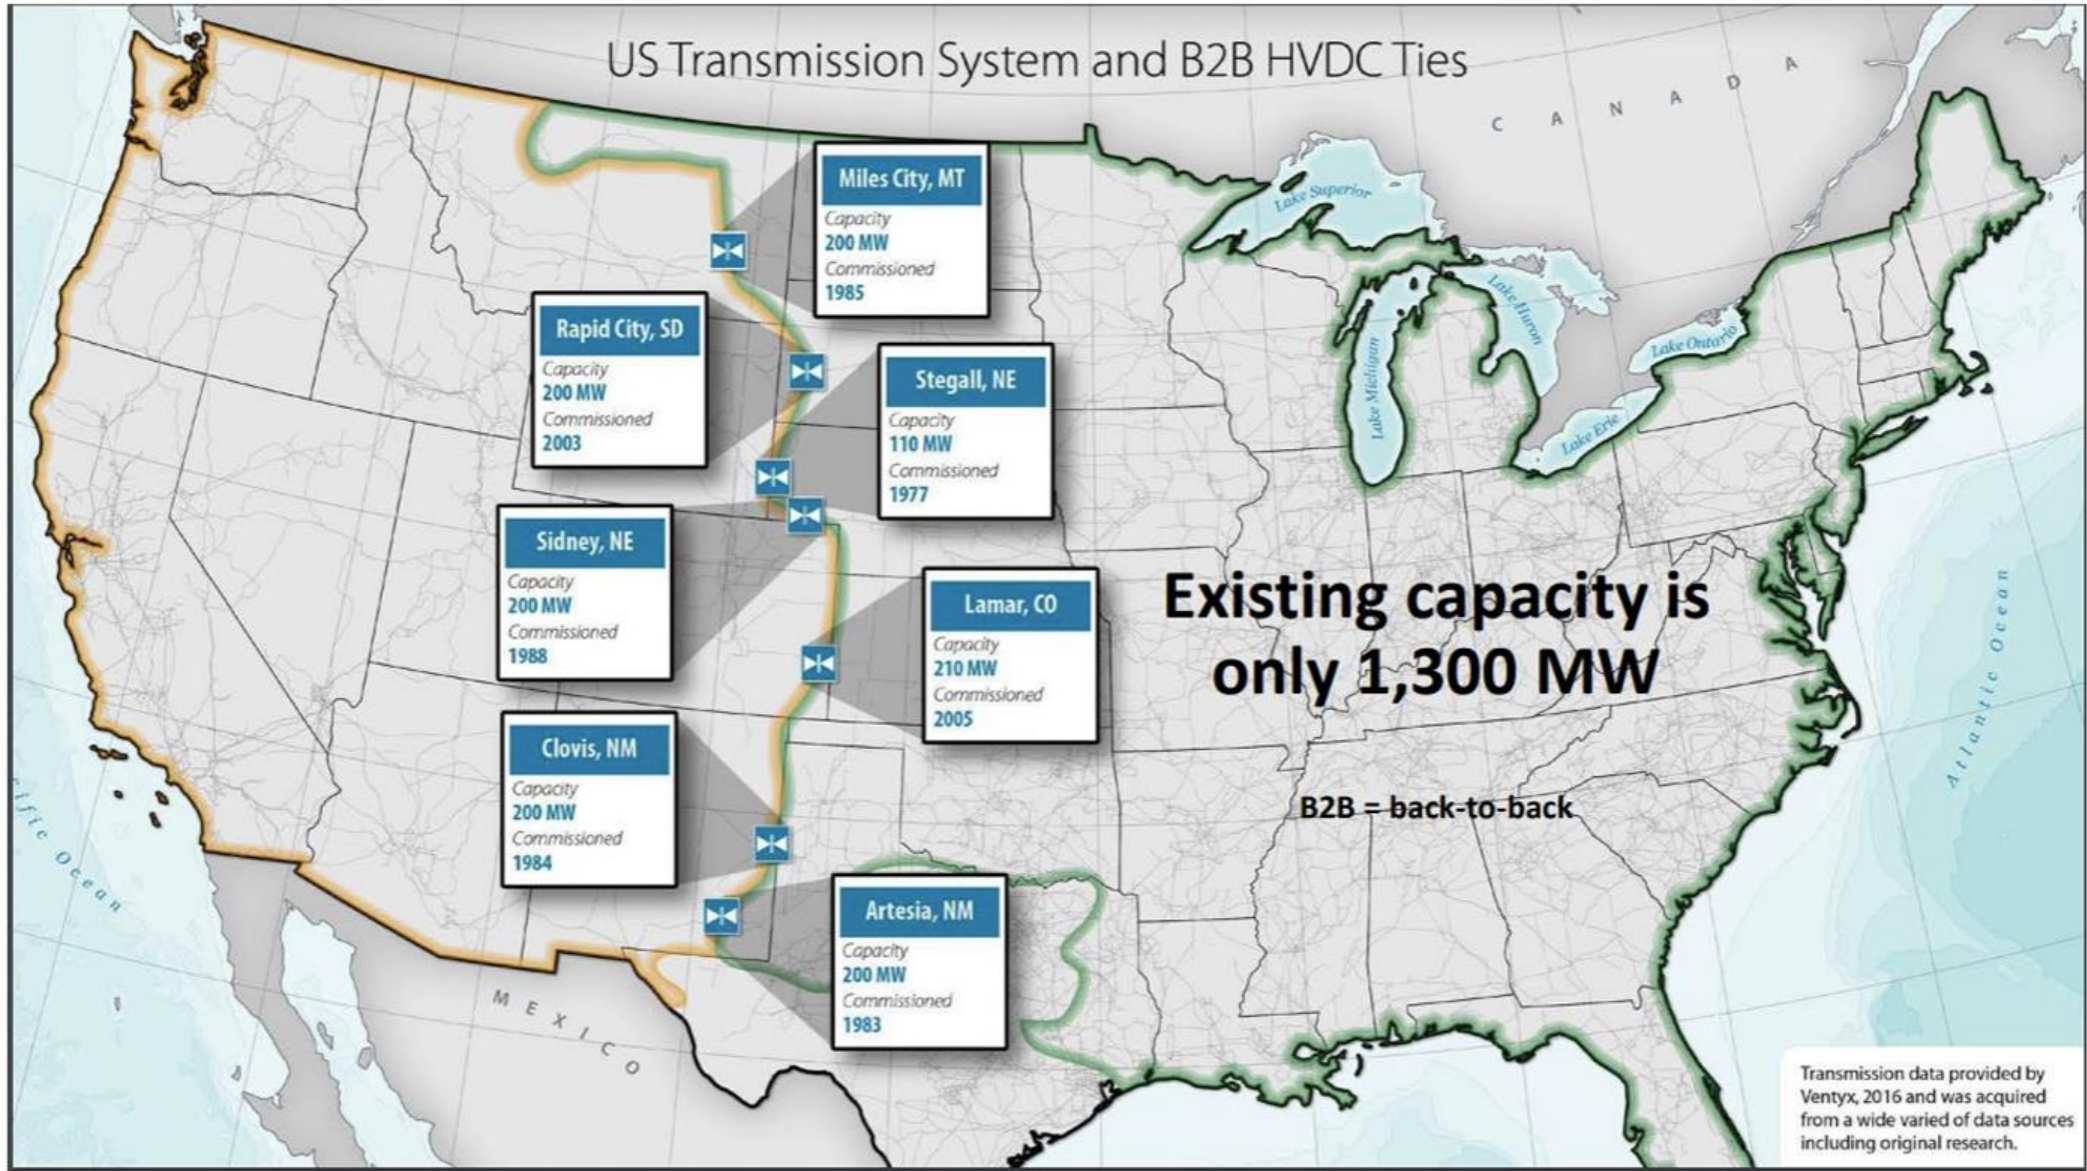 US Transmission System and B2B HVDC Ties
C A N A D A
Miles City, MT
Capacity
200 MW
Commissioned
1985
Lake Superior
Rapid City, SD
Capacity
200 MW
Commissioned
2003
Stegall, NE
Capacity
110 MW
Commissioned
1977
Lake Michigan
Lake Huron
Lake Ontario
Lake Erie
Sidney, NE
Capacity
200 MW
Commissioned
1988
Lamar, CO
Capacity
210 MW
Commissioned
2005
Existing capacity is
only 1,300 MW
Atlantic Ocean
Clovis, NM
Capacity
200 MW
Commissioned
1984
B2B = back-to-back
cific Ocean
Artesia, NM
Capacity
200 MW
Commissioned
1983
M E X I C O
Transmission data provided by
Ventyx, 2016 and was acquired
from a wide varied of data sources
including original research.